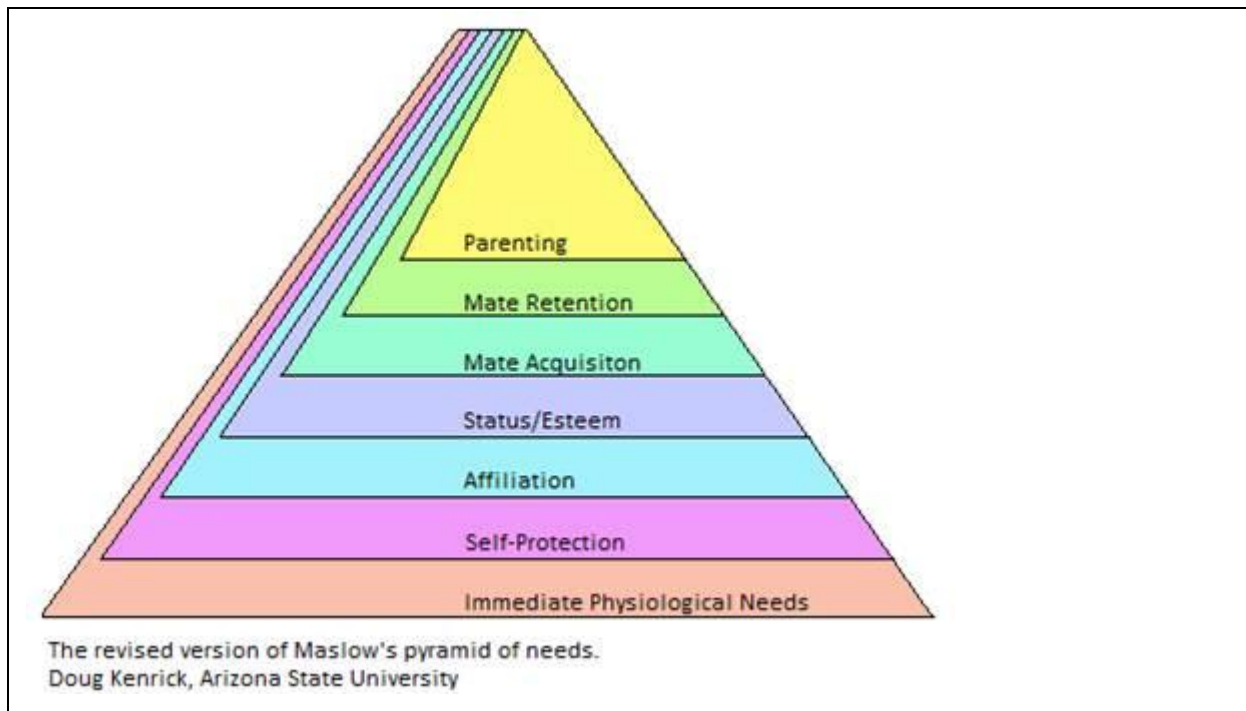 Parenting
Mate Retention
Mate Acquisiton
Status/Esteem
Affiliation
Self-Protection
Immediate Physiological Needs
The revised version of Maslow's pyramid of needs.
Doug Kenrick, Arizona State University